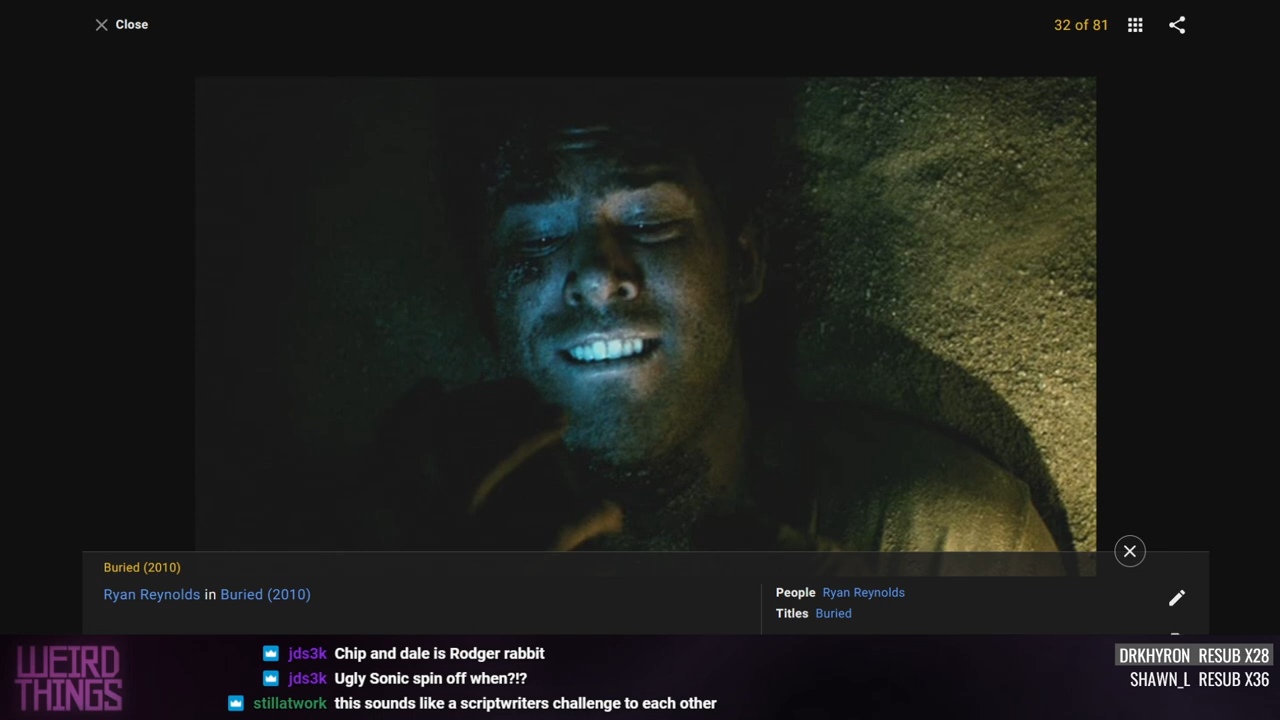 Close
32 of 81
Buried (2010)
Ryan Reynolds in Buried (2010)
People Ryan Reynolds
Titles Buried
WEIRD
THINGS
jds3k Chip and dale is Rodger rabbit
jds3k Ugly Sonic spin off when?!?
stillatwork this sounds like a scriptwriters challenge to each other
DRKHYRON RESUB X28
SHAWN_L RESUB X36